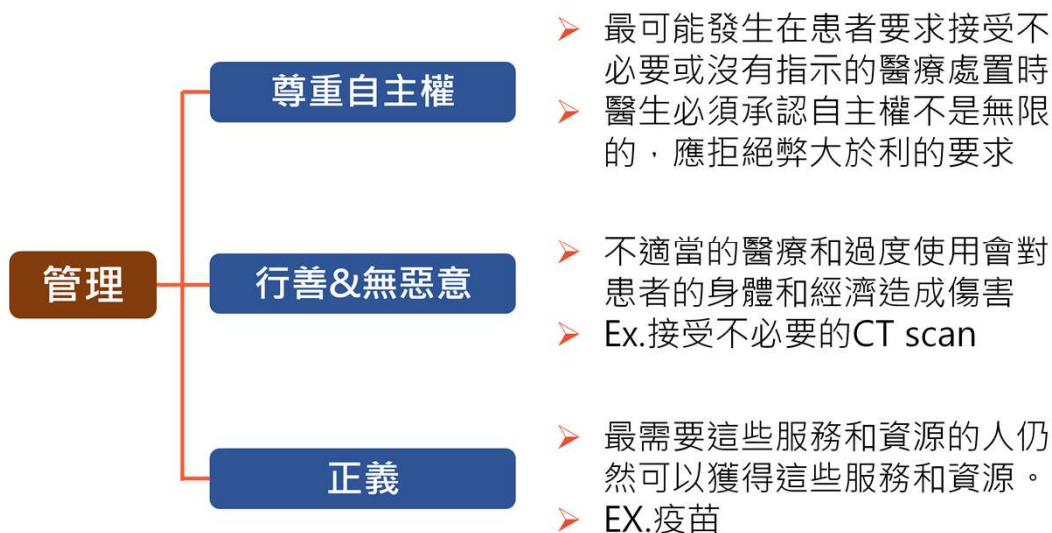 尊重自主權
➤ 最可能發生在患者要求接受不
必要或沒有指示的醫療處置時
➤ 醫生必須承認自主權不是無限
的，應拒絕弊大於利的要求
管理
行善&無惡意
➤ 不適當的醫療和過度使用會對
患者的身體和經濟造成傷害
➤ Ex.接受不必要的CT scan
正義
➤ 最需要這些服務和資源的人仍
然可以獲得這些服務和資源。
➤ EX.疫苗